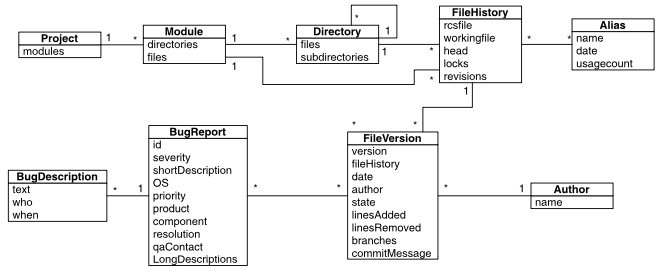 Project
modules
1
*
Module
directories
files
1
1
*
Directory
files
subdirectories
*
1
1
*
*
FileHistory
rcsfile
workingfile
head
locks
revisions
*
*
Alias
name
date
usagecount
1
*
*
BugDescription
text
who
when
*
1
BugReport
id
severity
shortDescription
OS
priority
product
component
resolution
qaContact
LongDescriptions
*
*
FileVersion
version
fileHistory
date
author
state
linesAdded
linesRemoved
branches
commitMessage
*
1
Author
name